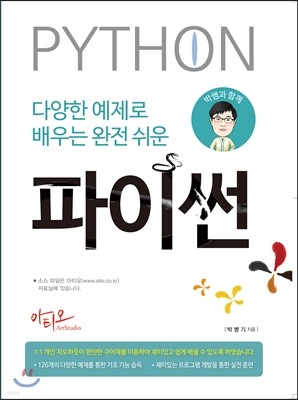 PYTHON
다양한 예제로
배우는 완전 쉬운
박쌤과 함께
파이썬
● 소스 파일은 아티오(www.atio.co.kr)
자료실에 있습니다.
아티오
ArtStudio
| 박병기 지음 |
1:1 개인 지도하듯이 편안한 구어체를 이용하여 재미있고 쉽게 배울 수 있도록 하였습니다.
• 126개의 다양한 예제를 통한 기초 기능 습득
• 재미있는 프로그램 개발을 통한 실전 훈련